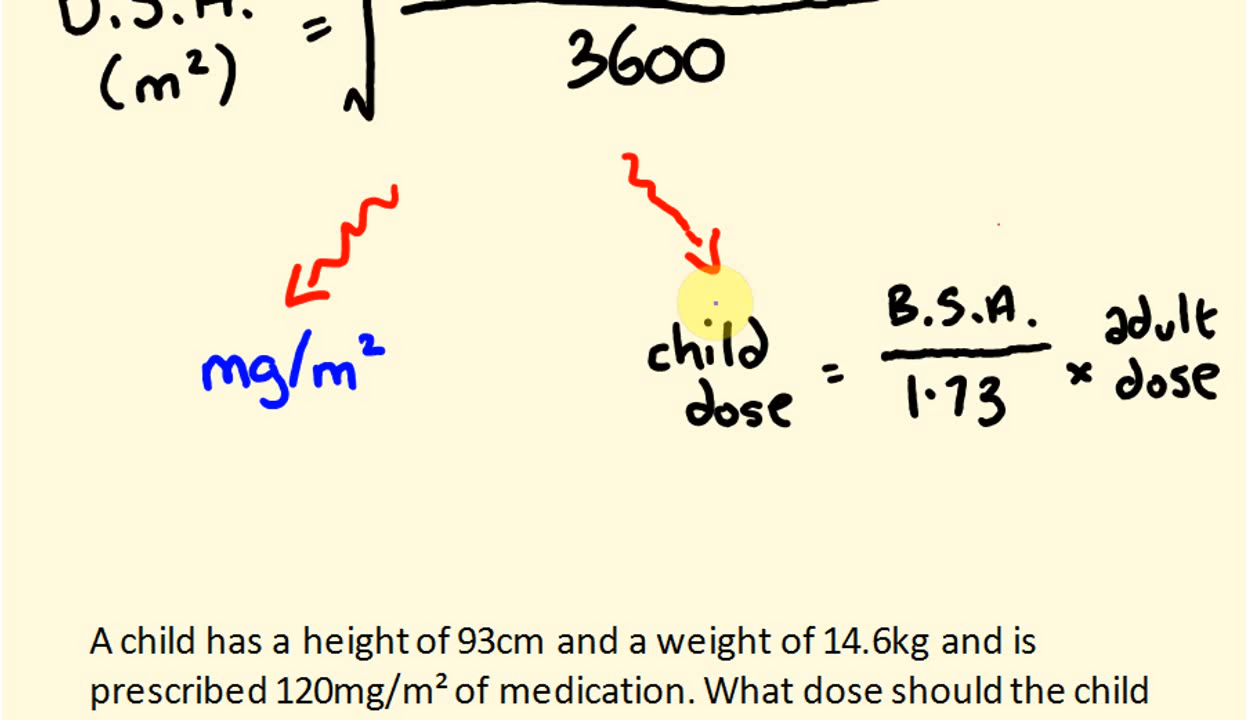 B.S.A. =
(m²)
3600
mg/m²
child dose = B.S.A. / 1.73 × adult dose
A child has a height of 93cm and a weight of 14.6kg and is
prescribed 120mg/m² of medication. What dose should the child